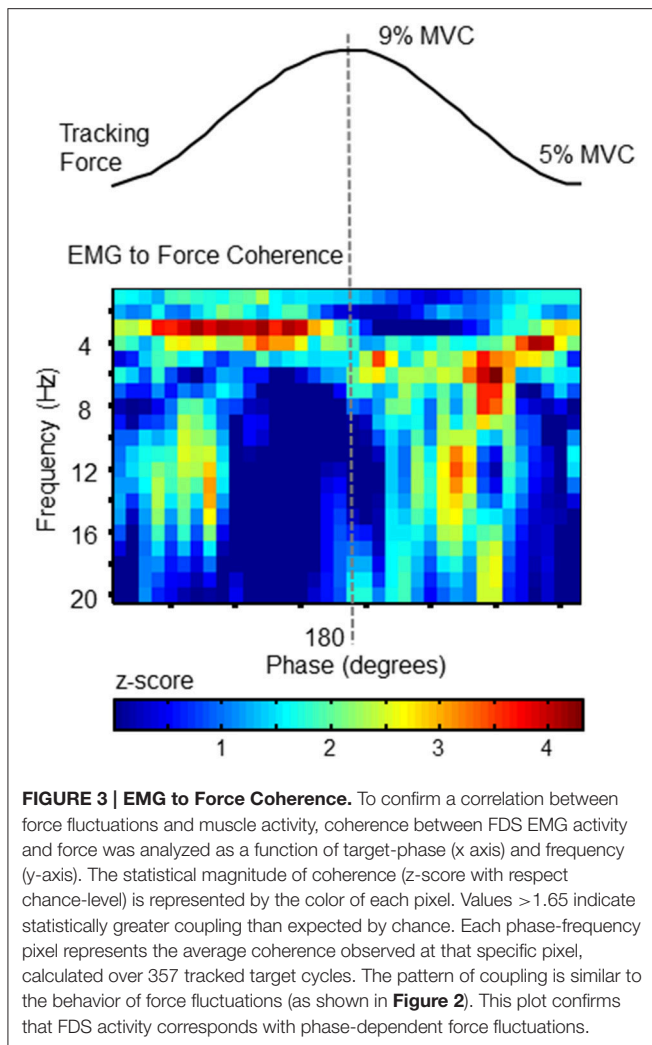 9% MVC
Tracking
Force
5% MVC
EMG to Force Coherence
Frequency (Hz)
4
8
12
16
20
180
Phase (degrees)
z-score
1 2 3 4
FIGURE 3 | EMG to Force Coherence. To confirm a correlation between
force fluctuations and muscle activity, coherence between FDS EMG activity
and force was analyzed as a function of target-phase (x axis) and frequency
(y-axis). The statistical magnitude of coherence (z-score with respect
chance-level) is represented by the color of each pixel. Values >1.65 indicate
statistically greater coupling than expected by chance. Each phase-frequency
pixel represents the average coherence observed at that specific pixel,
calculated over 357 tracked target cycles. The pattern of coupling is similar to
the behavior of force fluctuations (as shown in Figure 2). This plot confirms
that FDS activity corresponds with phase-dependent force fluctuations.